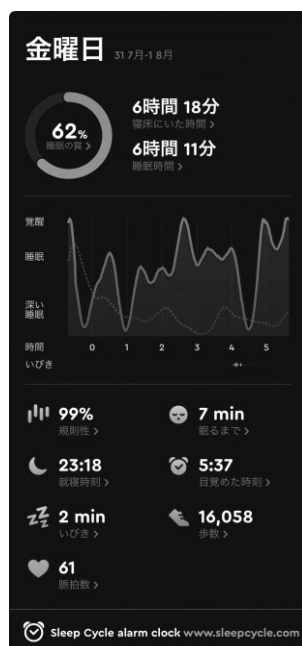 金曜日 31 7月-1 8月
6時間 18分
寝床にいた時間 >
62%
睡眠の質 >
6時間 11分
睡眠時間 >
覚醒
睡眠
深い
睡眠
時間 0 1 2 3 4 5
いびき
99%
規則性 >
7 min
眠るまで >
23:18
就寝時刻 >
5:37
目覚めた時刻 >
2 min
いびき >
16,058
歩数 >
61
脈拍数 >
Sleep Cycle alarm clock www.sleepcycle.com